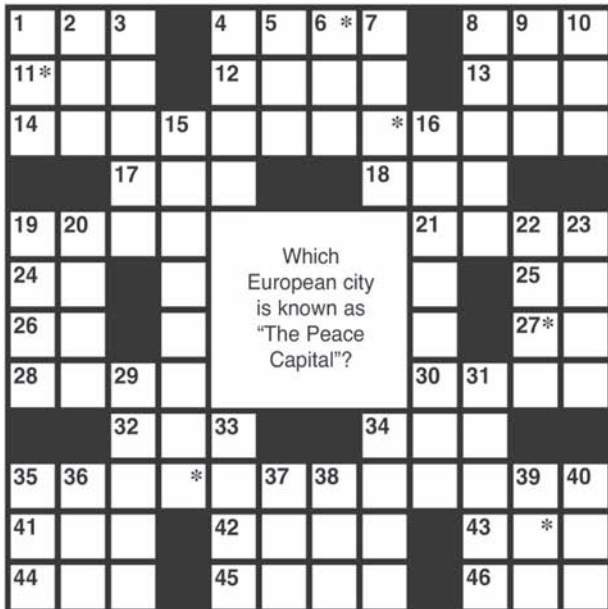 1 2 3 4 5 6 * 7 8 9 10
11 * 12 13
14 15 * 16
17 18
19 20 21 22 23
Which
European city
is known as
"The Peace
Capital"?
24 25
26 27 *
28 29 30 31
32 33 34
35 36 * 37 38 39 40
41 42 43 *
44 45 46